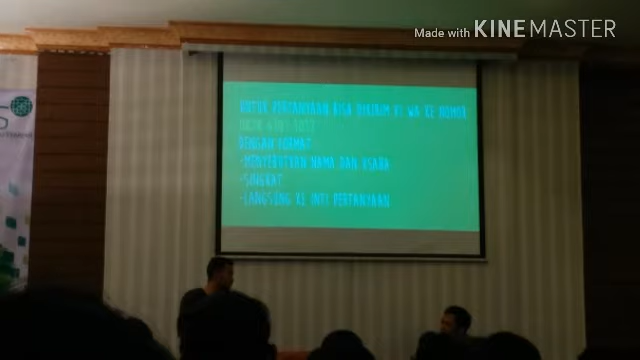 Made with KINEMASTER
UNTUK PERTANYAAN BISA DIKIRIM KE WA KE NOMOR
DENGAN FORMAT
-MENYEBUTKAN NAMA DAN USAHA
-SINGKAT
-LANGSUNG KE INTI PERTANYAAN